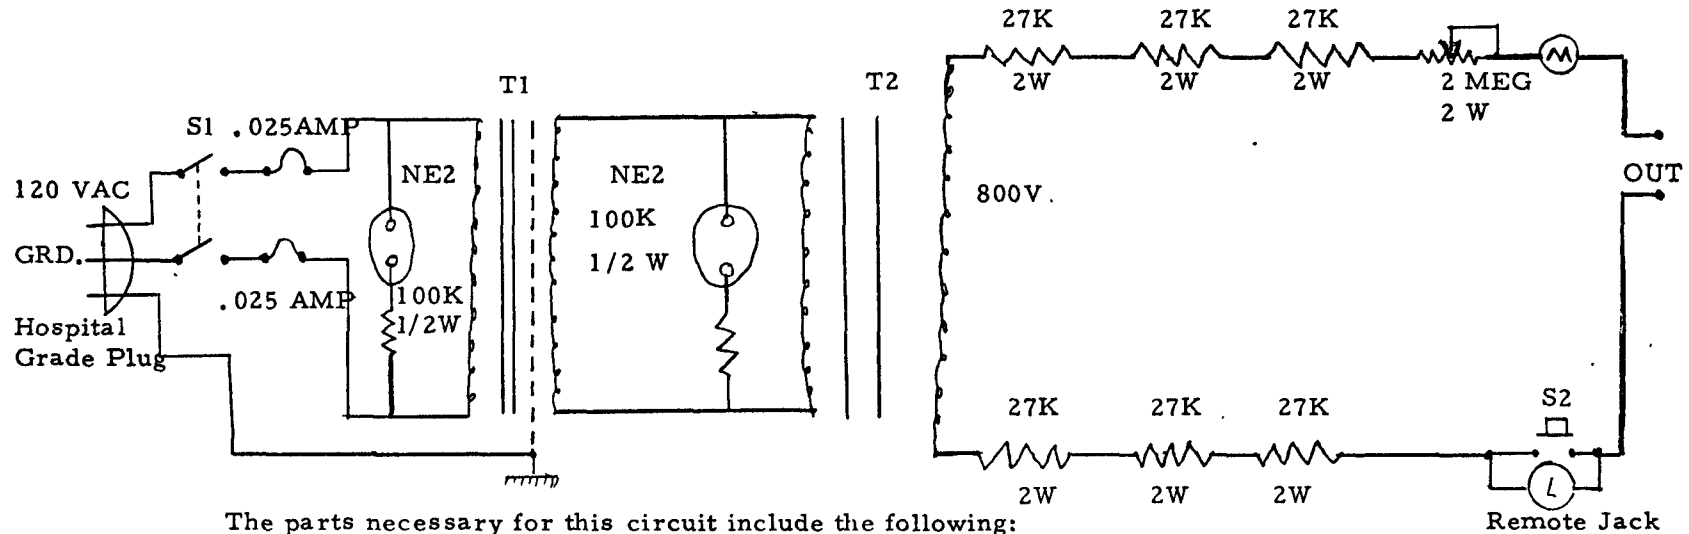 27K 27K 27K
2W 2W 2W
2 MEG
2 W
M
T1 T2
S1 .025AMP
120 VAC
GRD.
.025 AMP
Hospital
Grade Plug
NE2
100K
1/2W
NE2
100K
1/2 W
800V.
OUT
27K 27K 27K
2W 2W 2W
S2
L
Remote Jack
The parts necessary for this circuit include the following: